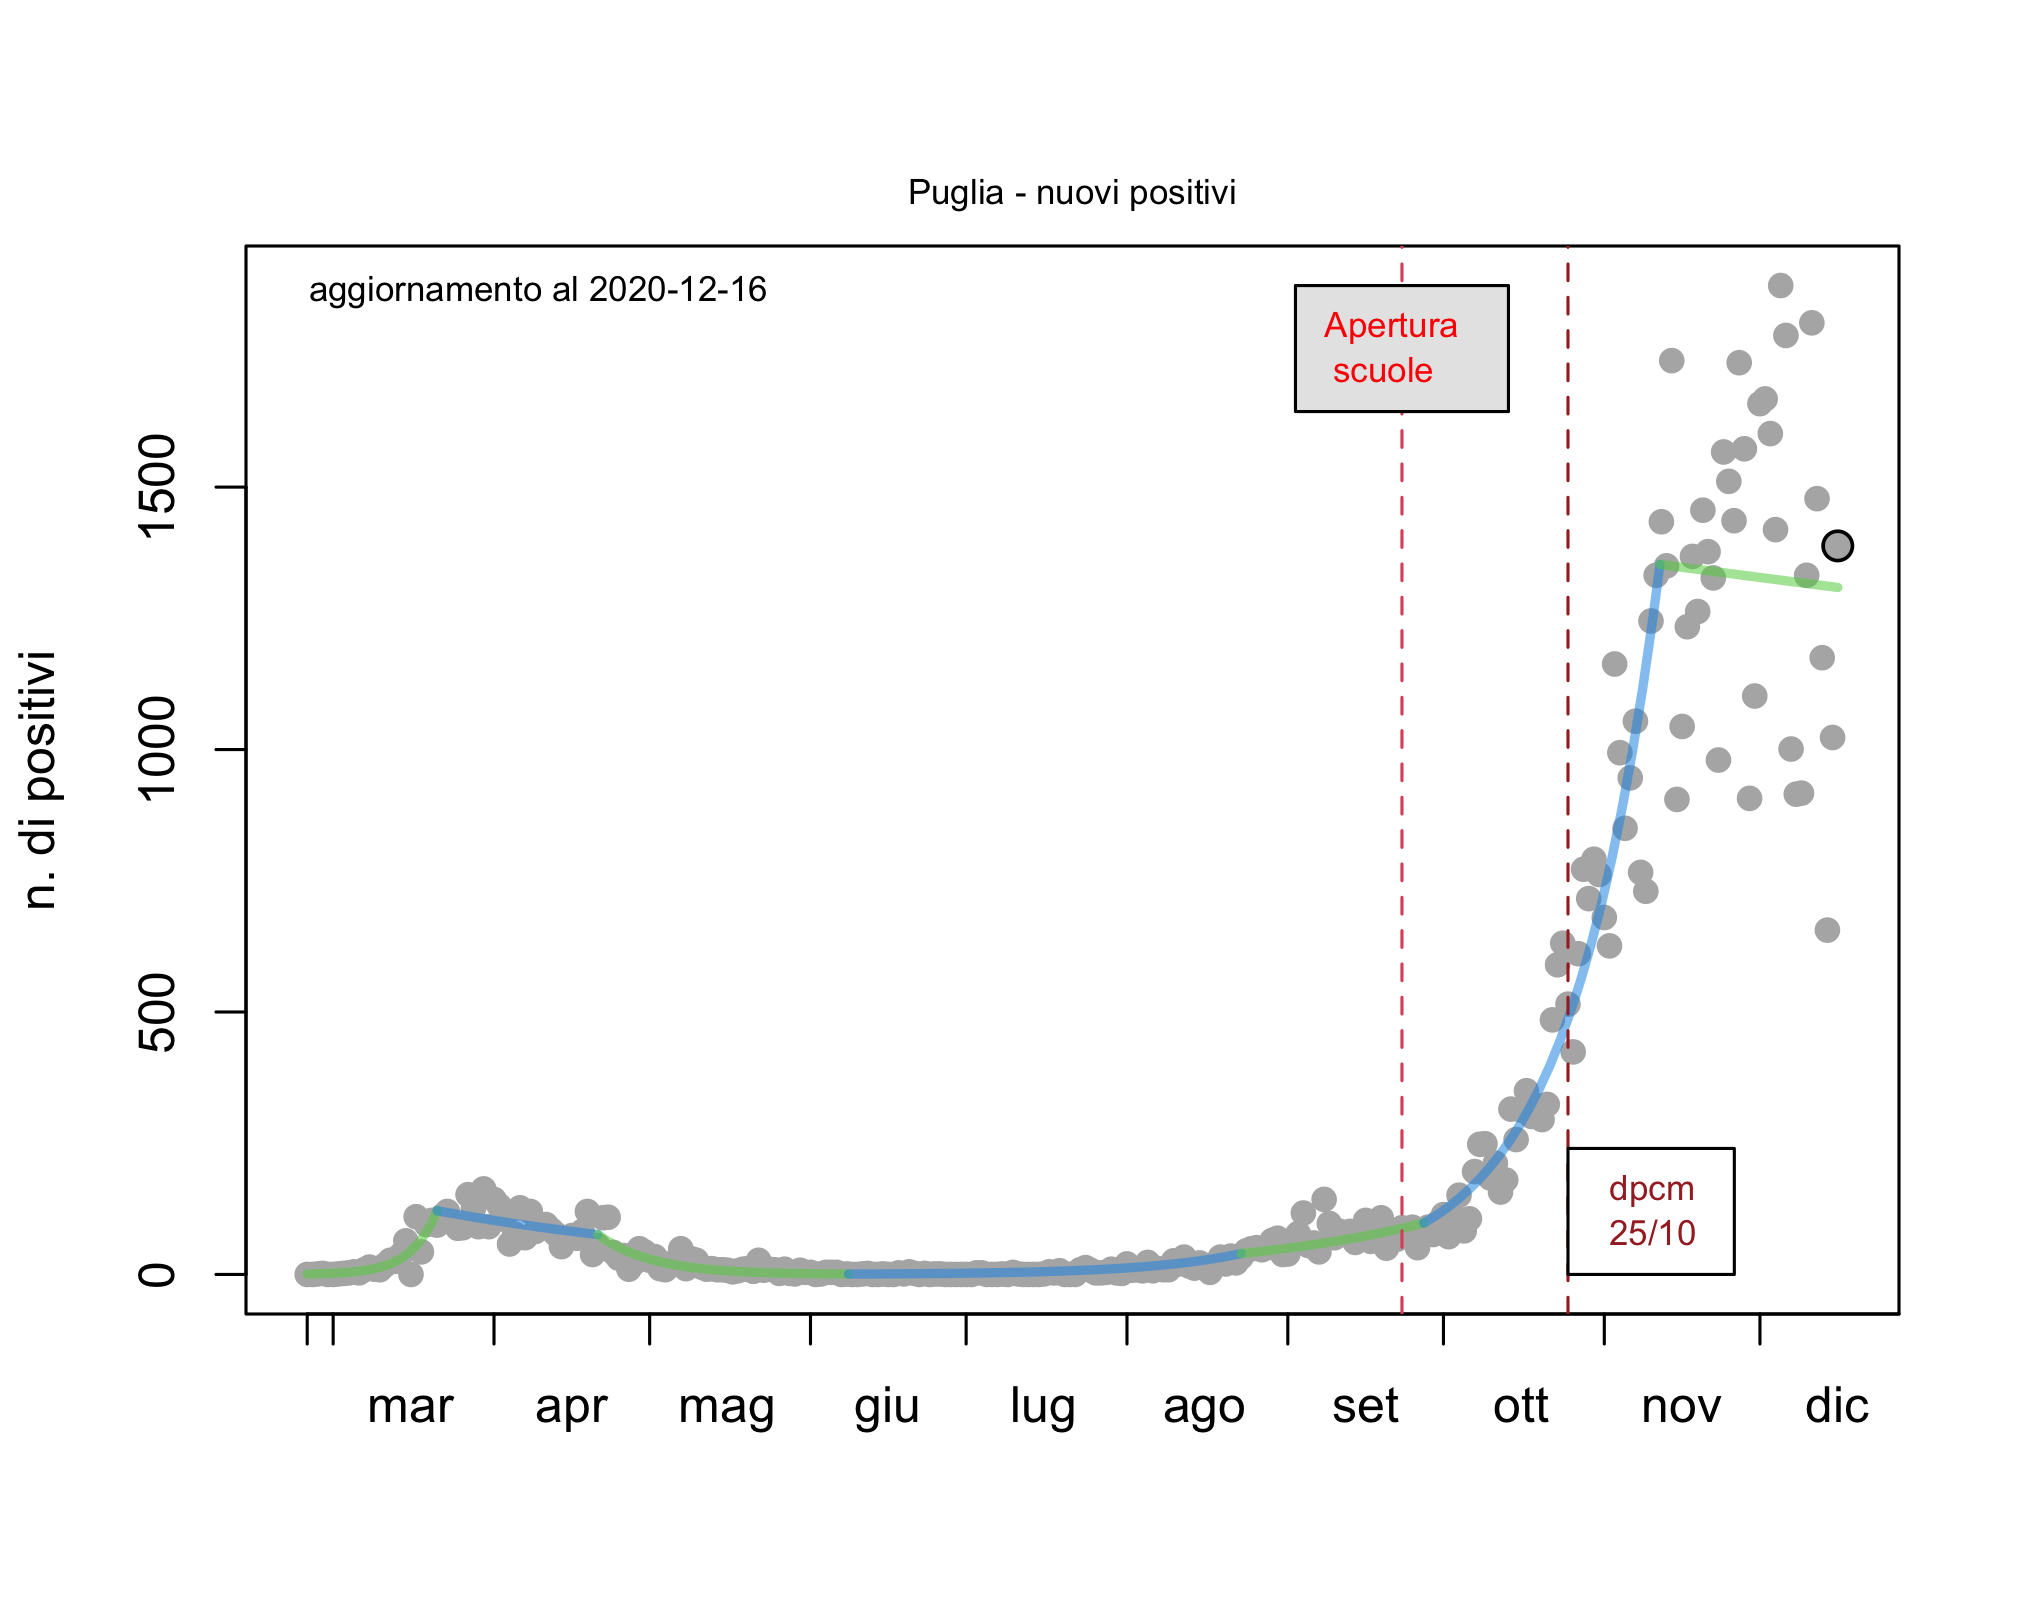 Puglia - nuovi positivi
aggiornamento al 2020-12-16
Apertura
scuole
n. di positivi
1500
1000
500
0
dpcm
25/10
mar apr mag giu lug ago set ott nov dic